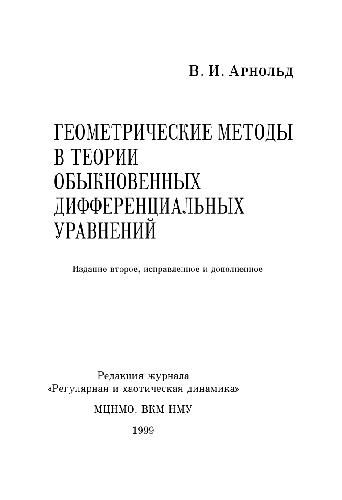 В. И. Арнольд
ГЕОМЕТРИЧЕСКИЕ МЕТОДЫ
В ТЕОРИИ
ОБЫКНОВЕННЫХ
ДИФФЕРЕНЦИАЛЬНЫХ
УРАВНЕНИЙ
Издание второе, исправленное и дополненное
Редакция журнала
«Регулярная и хаотическая динамика»
МЦНМО. ВКМ НМУ
1999